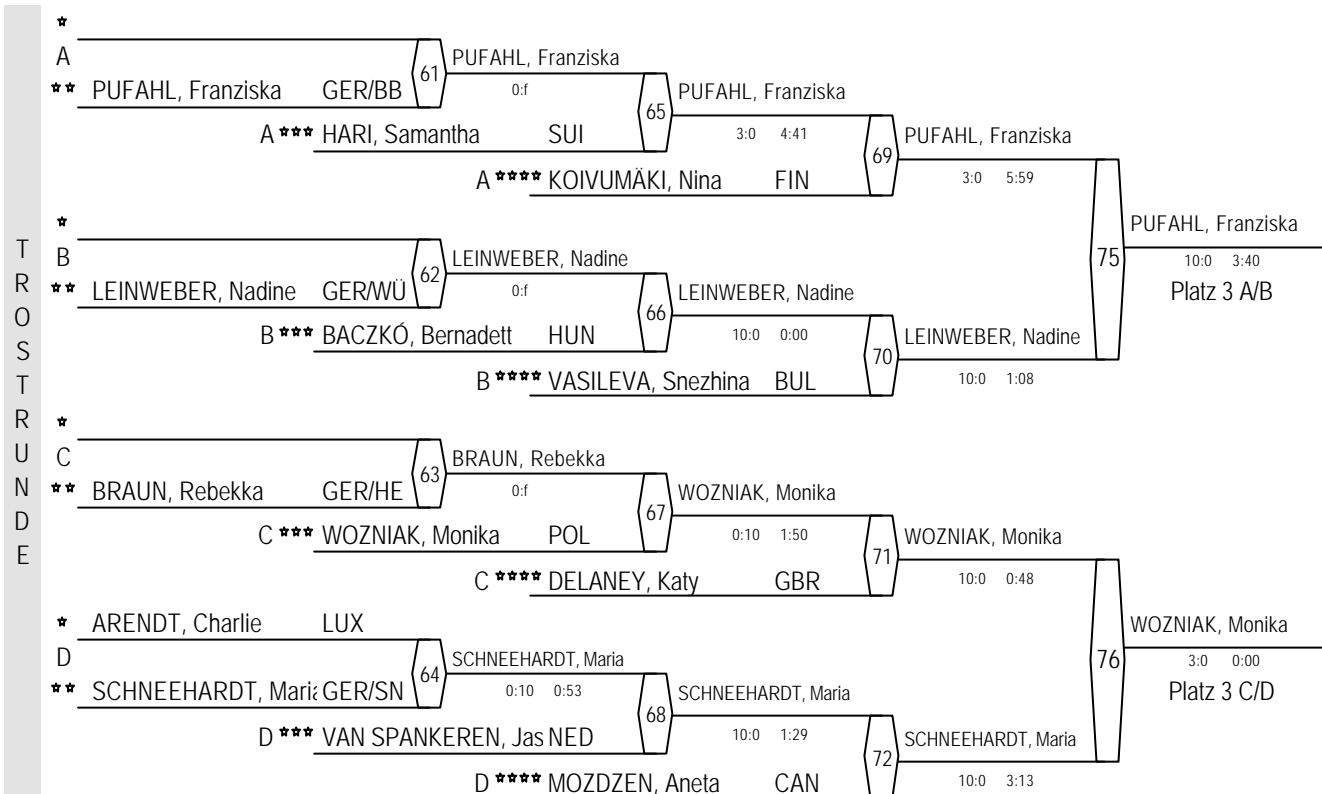 TROSTRUNDE
*
A
** PUFAHL, Franziska GER/BB
61
PUFAHL, Franziska
0:f
A *** HARI, Samantha SUI
65
PUFAHL, Franziska
3:0 4:41
A **** KOIVUMÄKI, Nina FIN
69
PUFAHL, Franziska
3:0 5:59
*
B
** LEINWEBER, Nadine GER/WÜ
62
LEINWEBER, Nadine
0:f
B *** BACZKÓ, Bernadett HUN
66
LEINWEBER, Nadine
10:0 0:00
B **** VASILEVA, Snezhina BUL
70
LEINWEBER, Nadine
10:0 1:08
75
PUFAHL, Franziska
10:0 3:40
Platz 3 A/B
*
C
** BRAUN, Rebekka GER/HE
63
BRAUN, Rebekka
0:f
C *** WOZNIAK, Monika POL
67
WOZNIAK, Monika
0:10 1:50
C **** DELANEY, Katy GBR
71
WOZNIAK, Monika
10:0 0:48
* ARENDT, Charlie LUX
D
** SCHNEEHARDT, Maria GER/SN
64
SCHNEEHARDT, Maria
0:10 0:53
D *** VAN SPANKEREN, Jas NED
68
SCHNEEHARDT, Maria
10:0 1:29
D **** MOZDZEN, Aneta CAN
72
SCHNEEHARDT, Maria
10:0 3:13
76
WOZNIAK, Monika
3:0 0:00
Platz 3 C/D